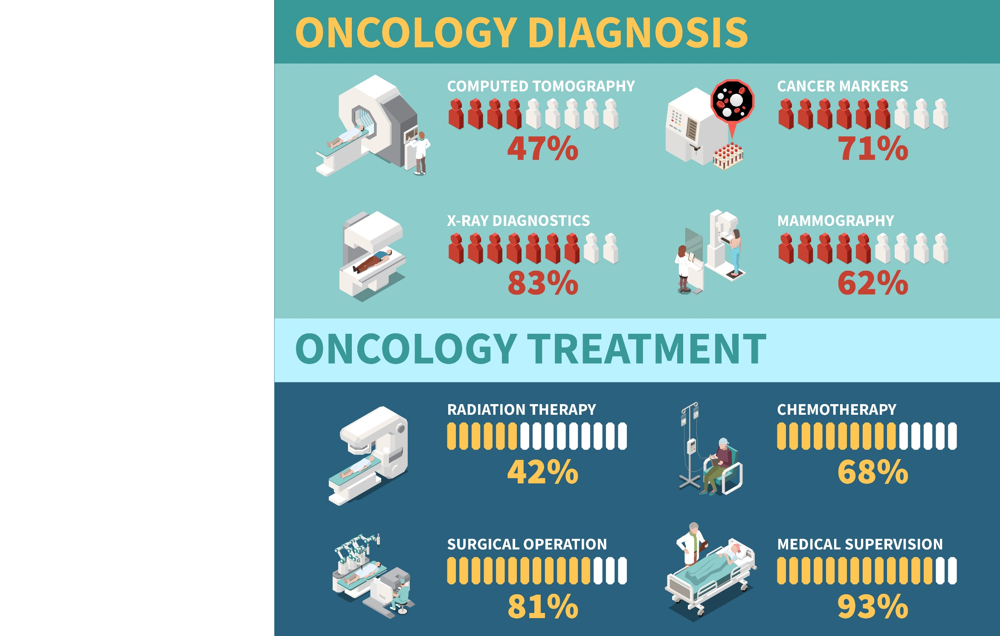 ONCOLOGY DIAGNOSIS
COMPUTED TOMOGRAPHY
47%
CANCER MARKERS
71%
X-RAY DIAGNOSTICS
83%
MAMMOGRAPHY
62%
ONCOLOGY TREATMENT
RADIATION THERAPY
42%
CHEMOTHERAPY
68%
SURGICAL OPERATION
81%
MEDICAL SUPERVISION
93%